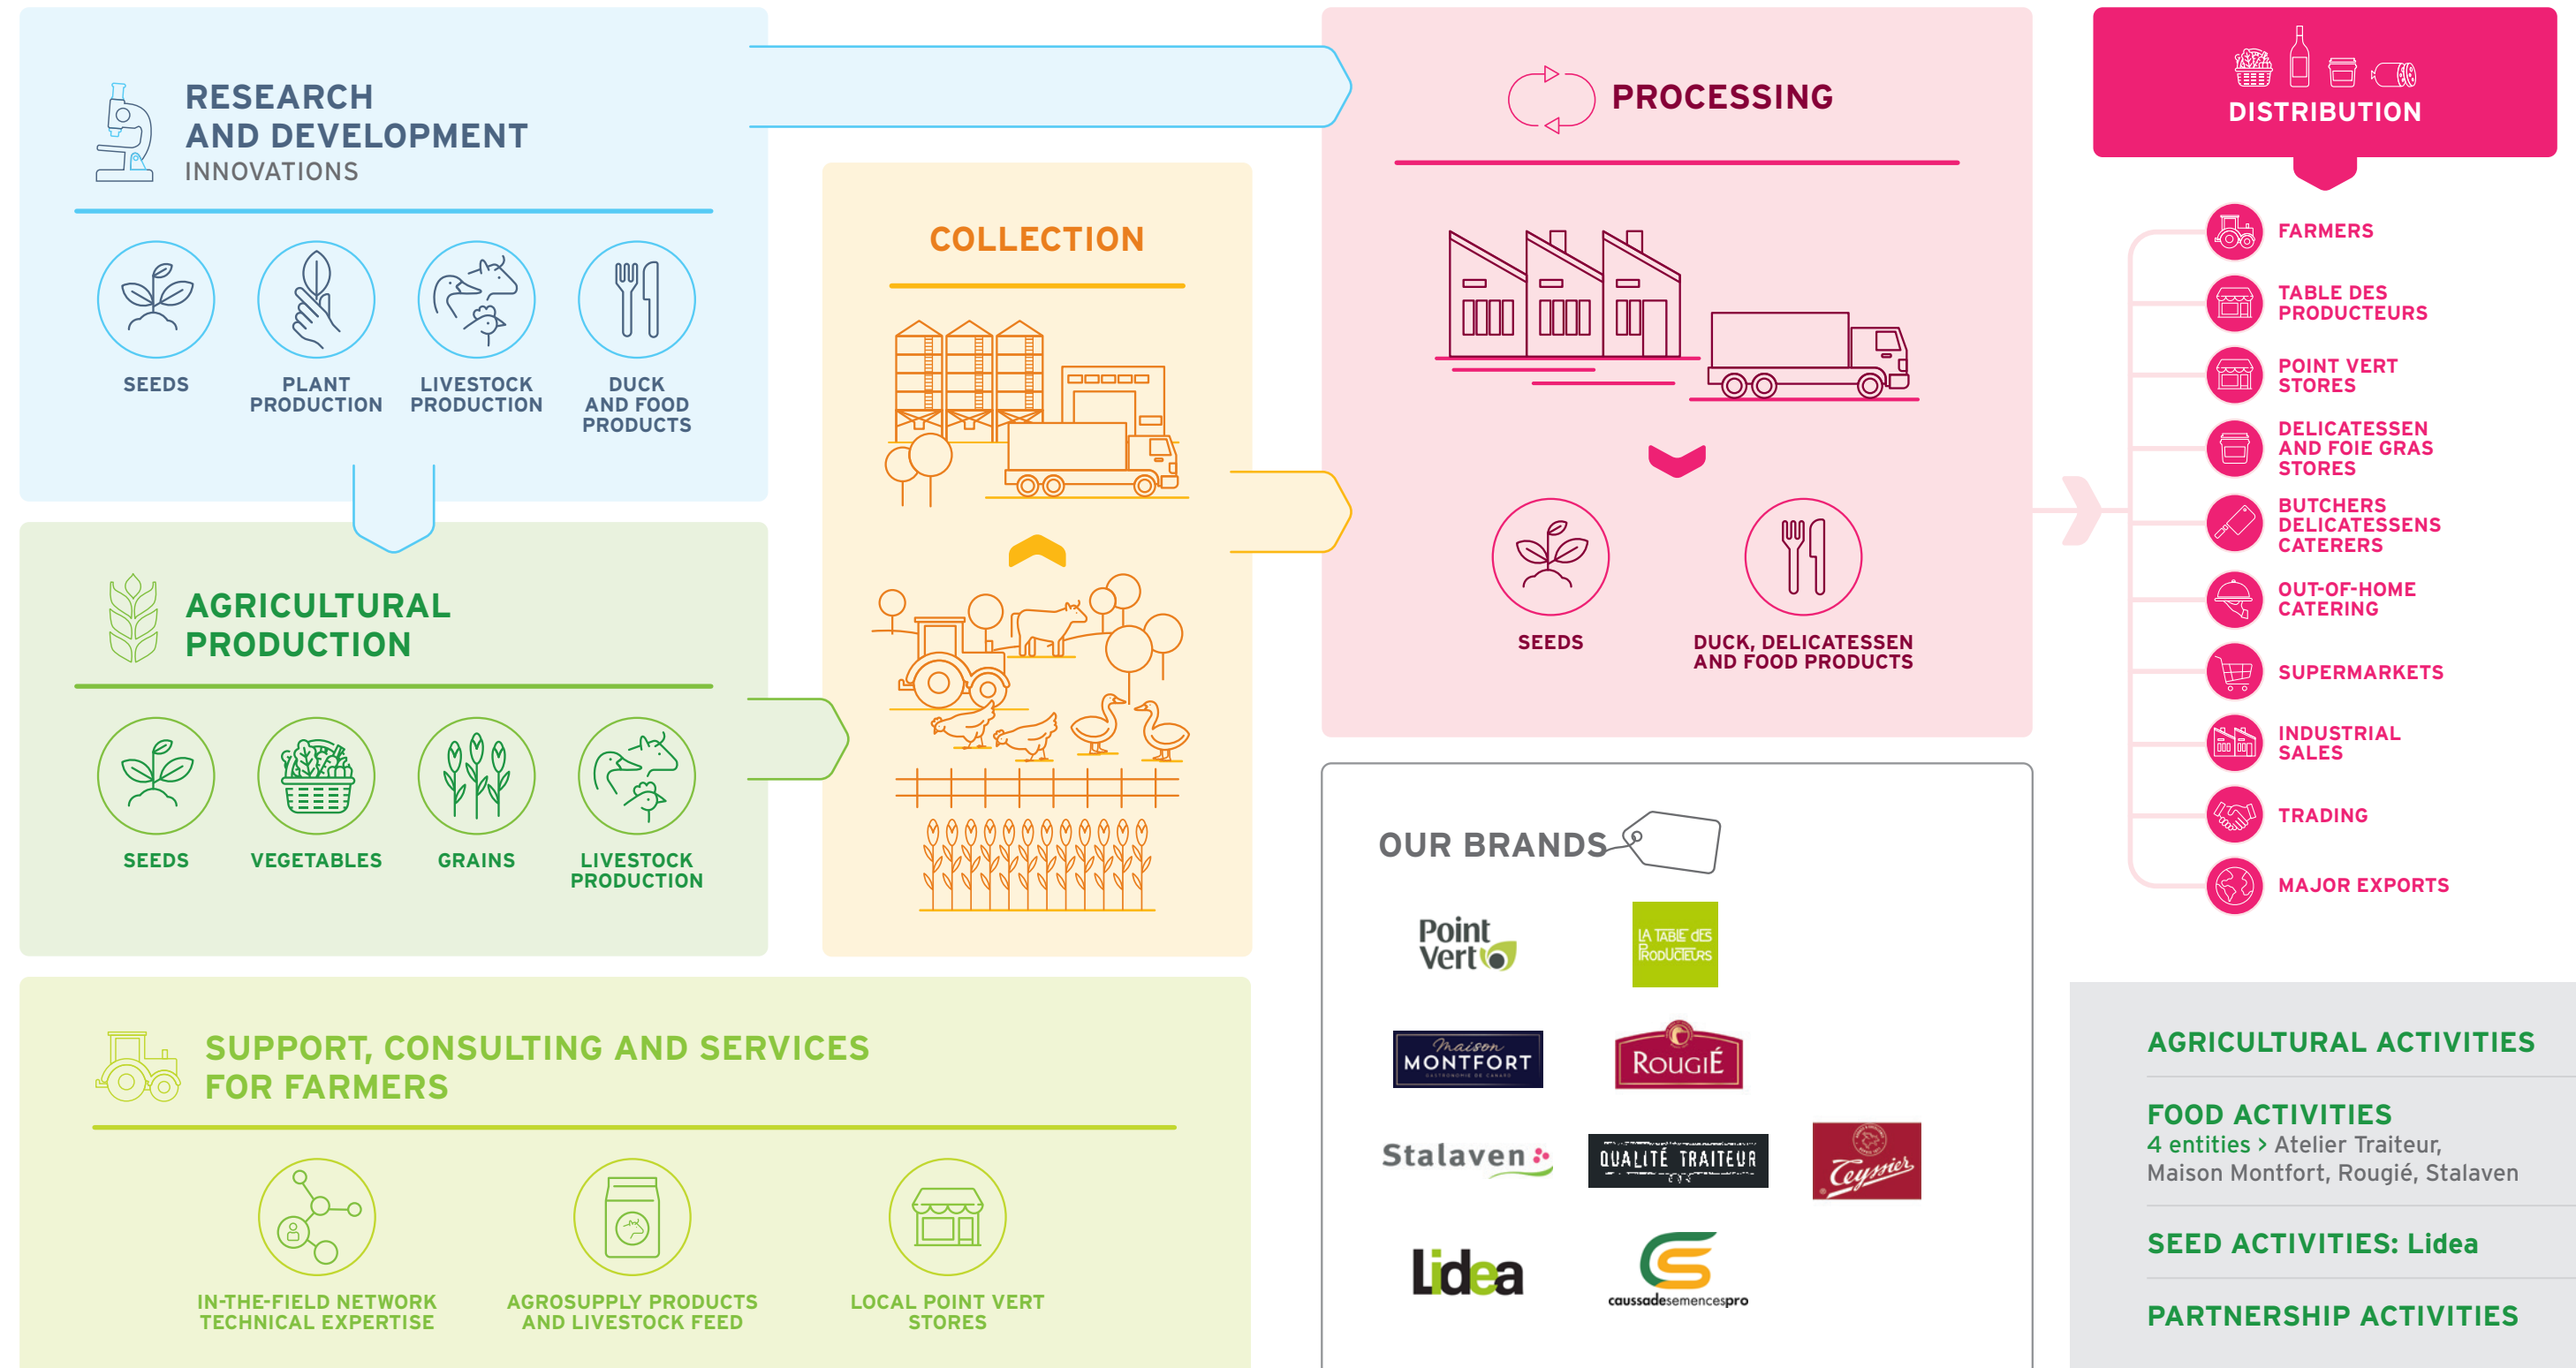 RESEARCH
AND DEVELOPMENT
INNOVATIONS
SEEDS
PLANT
PRODUCTION
LIVESTOCK
PRODUCTION
DUCK
AND FOOD
PRODUCTS
AGRICULTURAL
PRODUCTION
SEEDS
VEGETABLES
GRAINS
LIVESTOCK
PRODUCTION
COLLECTION
PROCESSING
SEEDS
DUCK, DELICATESSEN
AND FOOD PRODUCTS
DISTRIBUTION
FARMERS
TABLE DES
PRODUCTEURS
POINT VERT
STORES
DELICATESSEN
AND FOIE GRAS
STORES
BUTCHERS
DELICATESSENS
CATERERS
OUT-OF-HOME
CATERING
SUPERMARKETS
INDUSTRIAL
SALES
TRADING
MAJOR EXPORTS
SUPPORT, CONSULTING AND SERVICES
FOR FARMERS
IN-THE-FIELD NETWORK
TECHNICAL EXPERTISE
AGROSUPPLY PRODUCTS
AND LIVESTOCK FEED
LOCAL POINT VERT
STORES
OUR BRANDS
Point
Vert
LA TABLE DES
PRODUCTEURS
Maison
MONTFORT
GASTRONOMIE DE CANARD
ROUGIÉ
Stalaven
QUALITÉ TRAITEUR
Teyssier
Lidea
caussadesemencespro
AGRICULTURAL ACTIVITIES
FOOD ACTIVITIES
4 entities > Atelier Traiteur,
Maison Montfort, Rougié, Stalaven
SEED ACTIVITIES: Lidea
PARTNERSHIP ACTIVITIES